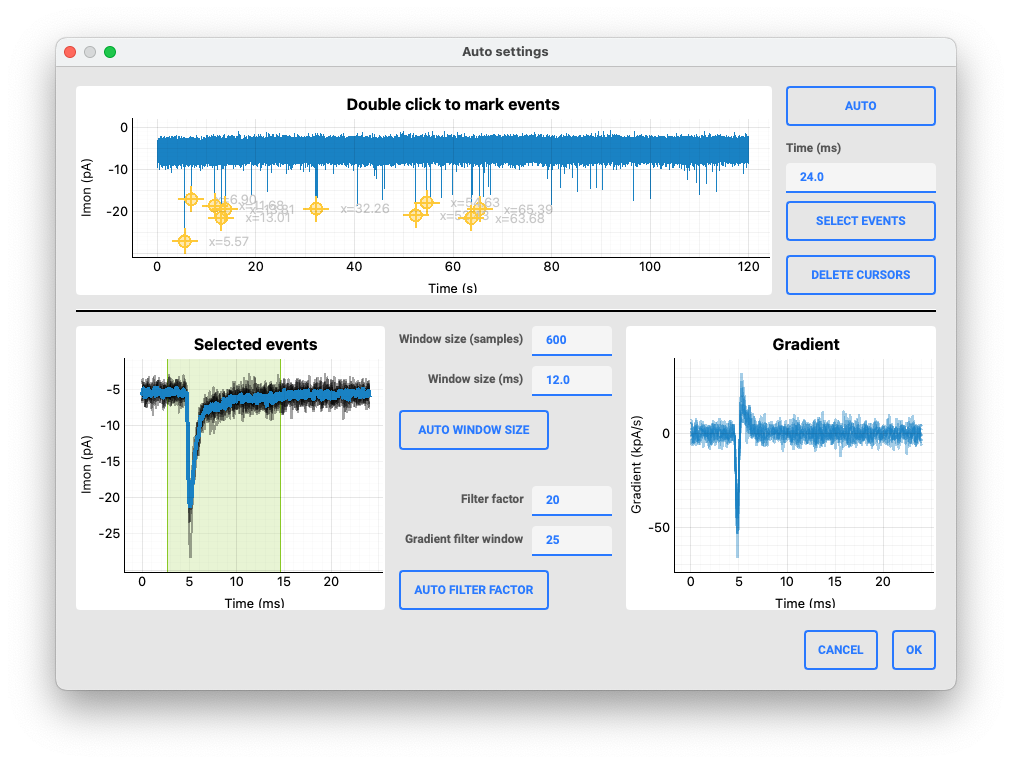 Auto settings
Double click to mark events
0
-10
-20
Imon (pA)
x=6.90
x=11.68
x=13.81
x=13.01
x=5.57
x=32.26
x=54.63
x=65.39
x=63.68
0 20 40 60 80 100 120
Time (s)
AUTO
Time (ms)
24.0
SELECT EVENTS
DELETE CURSORS
Selected events
-5
-10
-15
-20
-25
Imon (pA)
0 5 10 15 20
Time (ms)
Window size (samples) 600
Window size (ms) 12.0
AUTO WINDOW SIZE
Filter factor 20
Gradient filter window 25
AUTO FILTER FACTOR
Gradient
0
-50
Gradient (kpA/s)
0 5 10 15 20
Time (ms)
CANCEL
OK